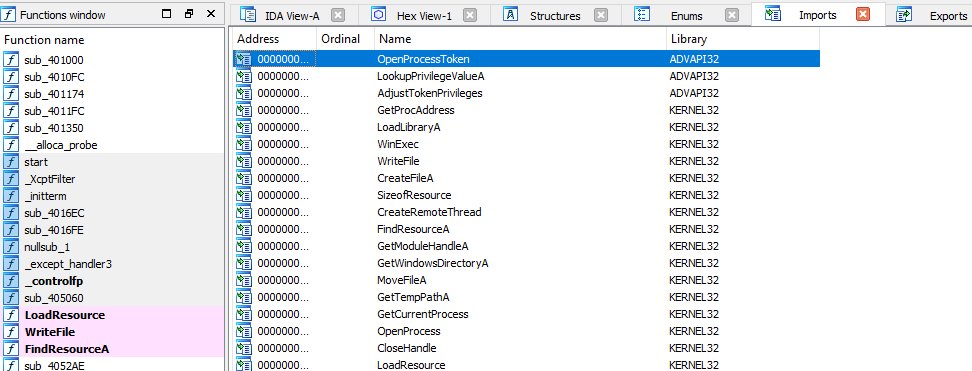 Functions window
IDA View-A
Hex View-1
Structures
Enums
Imports
Exports
Function name
sub_401000
sub_4010FC
sub_401174
sub_4011FC
sub_401350
__alloca_probe
start
_XcptFilter
_initterm
sub_4016EC
sub_4016FE
nullsub_1
_except_handler3
_controlfp
sub_405060
LoadResource
WriteFile
FindResourceA
sub_4052AE
Address Ordinal Name Library
0000000... OpenProcessToken ADVAPI32
0000000... LookupPrivilegeValueA ADVAPI32
0000000... AdjustTokenPrivileges ADVAPI32
0000000... GetProcAddress KERNEL32
0000000... LoadLibraryA KERNEL32
0000000... WinExec KERNEL32
0000000... WriteFile KERNEL32
0000000... CreateFileA KERNEL32
0000000... SizeofResource KERNEL32
0000000... CreateRemoteThread KERNEL32
0000000... FindResourceA KERNEL32
0000000... GetModuleHandleA KERNEL32
0000000... GetWindowsDirectoryA KERNEL32
0000000... MoveFileA KERNEL32
0000000... GetTempPathA KERNEL32
0000000... GetCurrentProcess KERNEL32
0000000... OpenProcess KERNEL32
0000000... CloseHandle KERNEL32
0000000... LoadResource KERNEL32